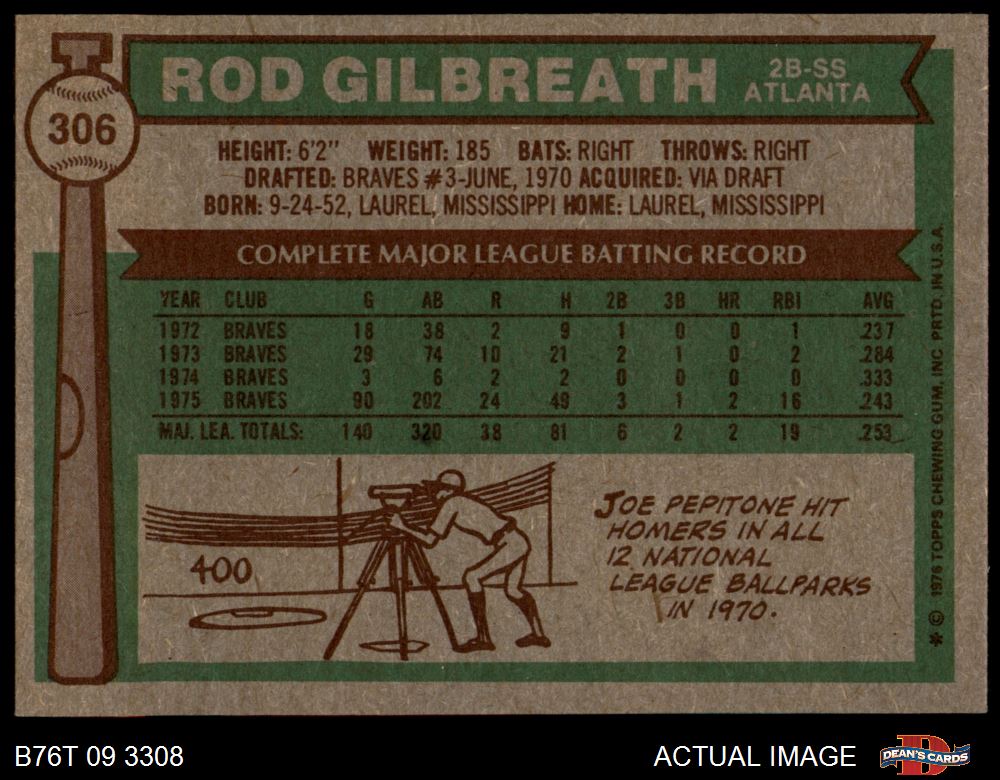 306
ROD GILBREATH
2B-SS
ATLANTA
HEIGHT: 6'2" WEIGHT: 185 BATS: RIGHT THROWS: RIGHT
DRAFTED: BRAVES #3-JUNE, 1970 ACQUIRED: VIA DRAFT
BORN: 9-24-52, LAUREL, MISSISSIPPI HOME: LAUREL, MISSISSIPPI
COMPLETE MAJOR LEAGUE BATTING RECORD
YEAR CLUB G AB R H 2B 3B HR RBI AVG
1972 BRAVES 18 38 2 9 1 0 0 1 .237
1973 BRAVES 29 74 10 21 2 1 0 2 .284
1974 BRAVES 3 6 2 2 0 0 0 0 .333
1975 BRAVES 90 202 24 49 3 1 2 16 .243
MAJ. LEA. TOTALS: 140 320 38 81 6 2 2 19 .253
400
JOE PEPITONE HIT
HOMERS IN ALL
12 NATIONAL
LEAGUE BALLPARKS
IN 1970.
* © 1976 TOPPS CHEWING GUM, INC. PRTD. IN U.S.A.
B76T 09 3308
ACTUAL IMAGE
D
DEAN'S CARDS